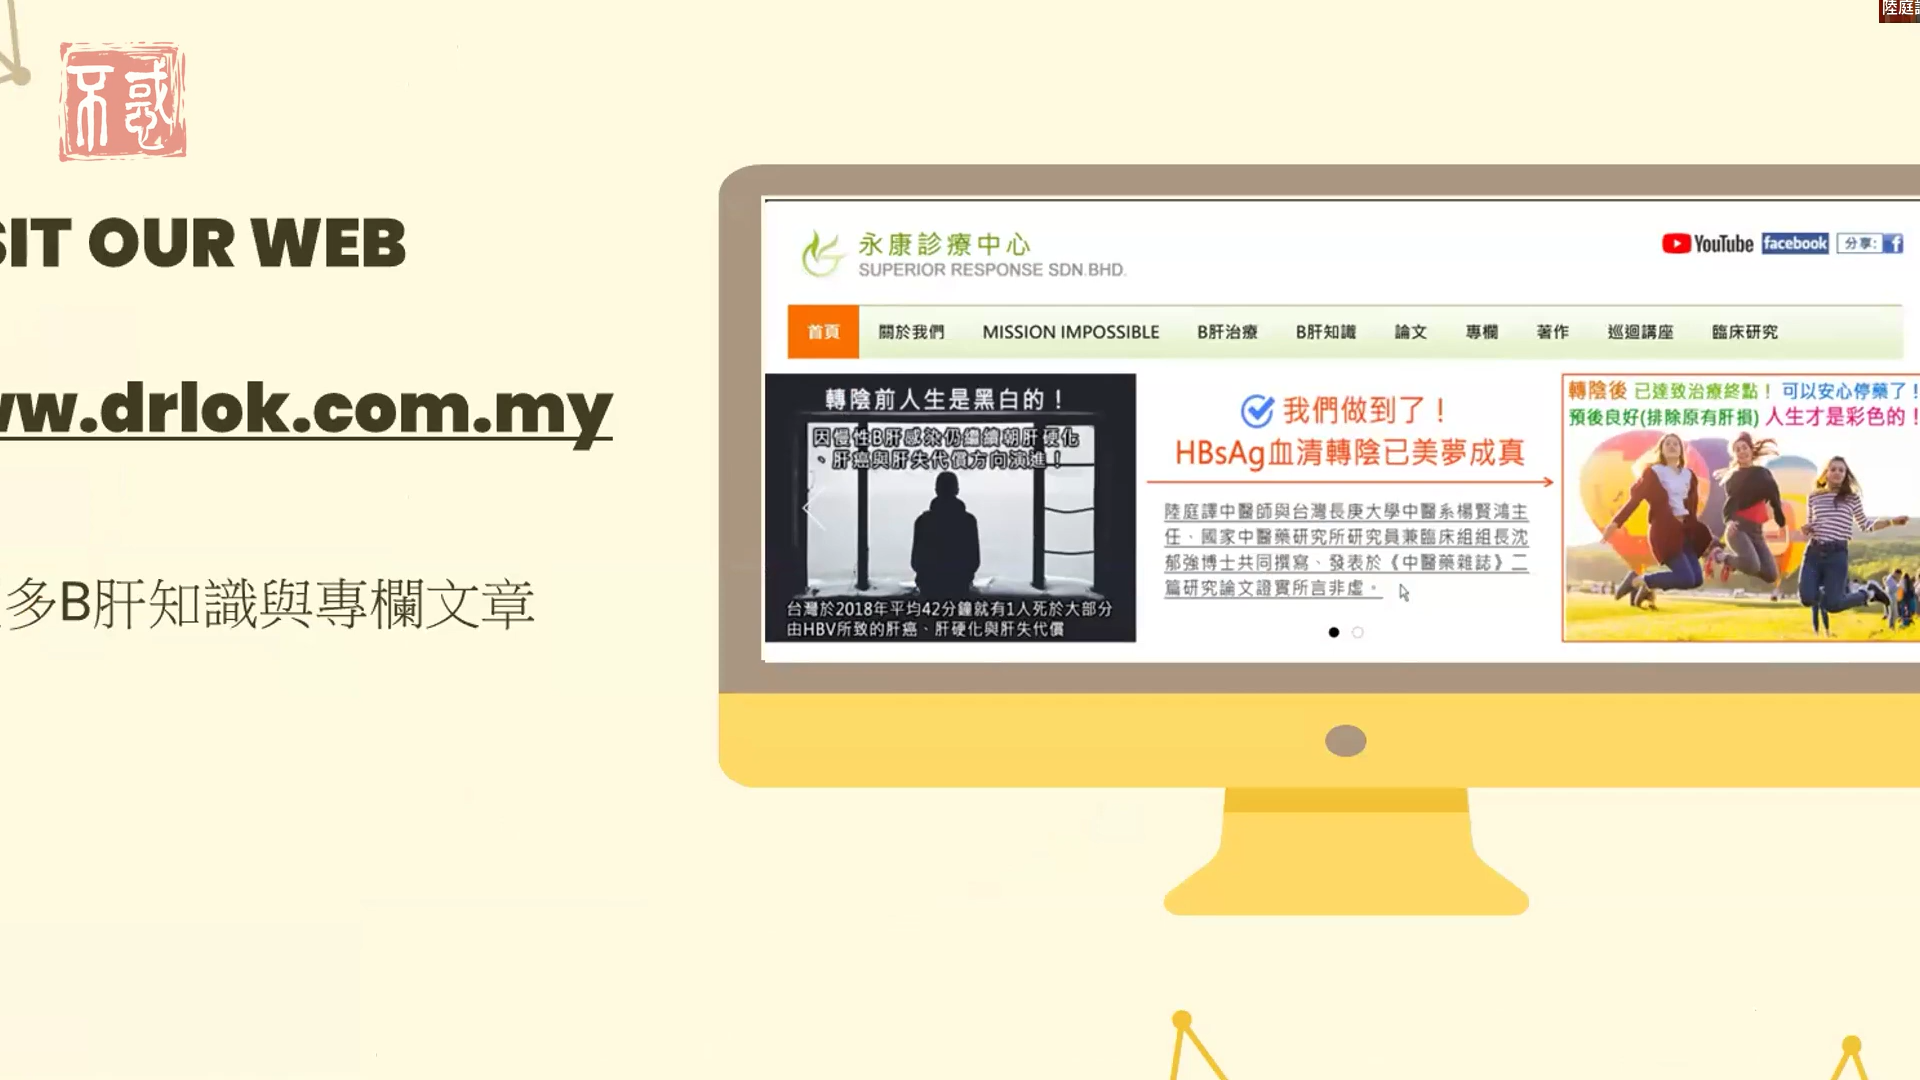 陸庭
不惑
SIT OUR WEB
ww.drlok.com.my
多B肝知識與專欄文章
永康診療中心
SUPERIOR RESPONSE SDN.BHD.
YouTube facebook 分享: f
首頁 關於我們 MISSION IMPOSSIBLE B肝治療 B肝知識 論文 專欄 著作 巡迴講座 臨床研究
轉陰前人生是黑白的！
因慢性B肝感染仍繼續朝肝硬化
、肝癌與肝失代償方向演進！
台灣於2018年平均42分鐘就有1人死於大部分
由HBV所致的肝癌、肝硬化與肝失代償
我們做到了！
HBsAg血清轉陰已美夢成真
陸庭譯中醫師與台灣長庚大學中醫系楊賢鴻主
任、國家中醫藥研究所研究員兼臨床組組長沈
郁強博士共同撰寫、發表於《中醫藥雜誌》二
篇研究論文證實所言非虛。
轉陰後 已達致治療終點！ 可以安心停藥了！
預後良好(排除原有肝損) 人生才是彩色的！